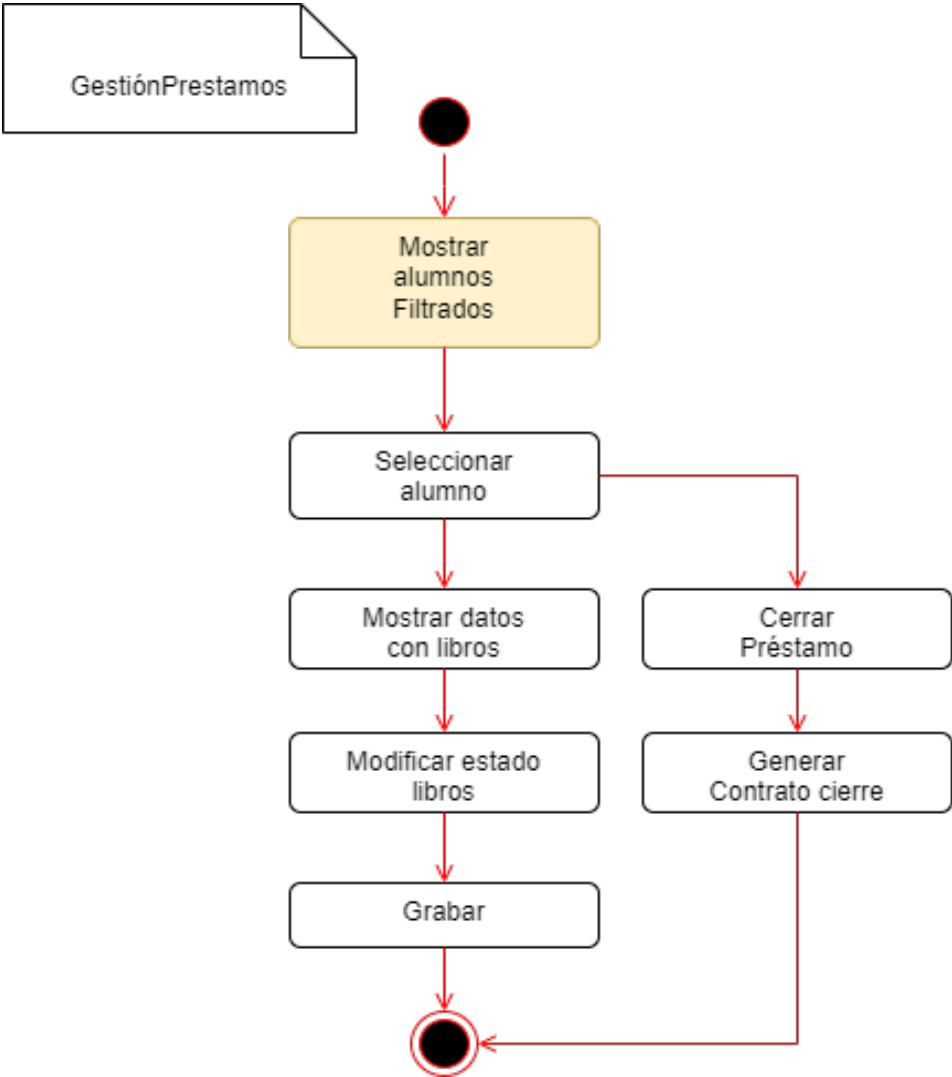 GestiónPrestamos
Mostrar
alumnos
Filtrados
Seleccionar
alumno
Mostrar datos
con libros
Cerrar
Préstamo
Modificar estado
libros
Generar
Contrato cierre
Grabar